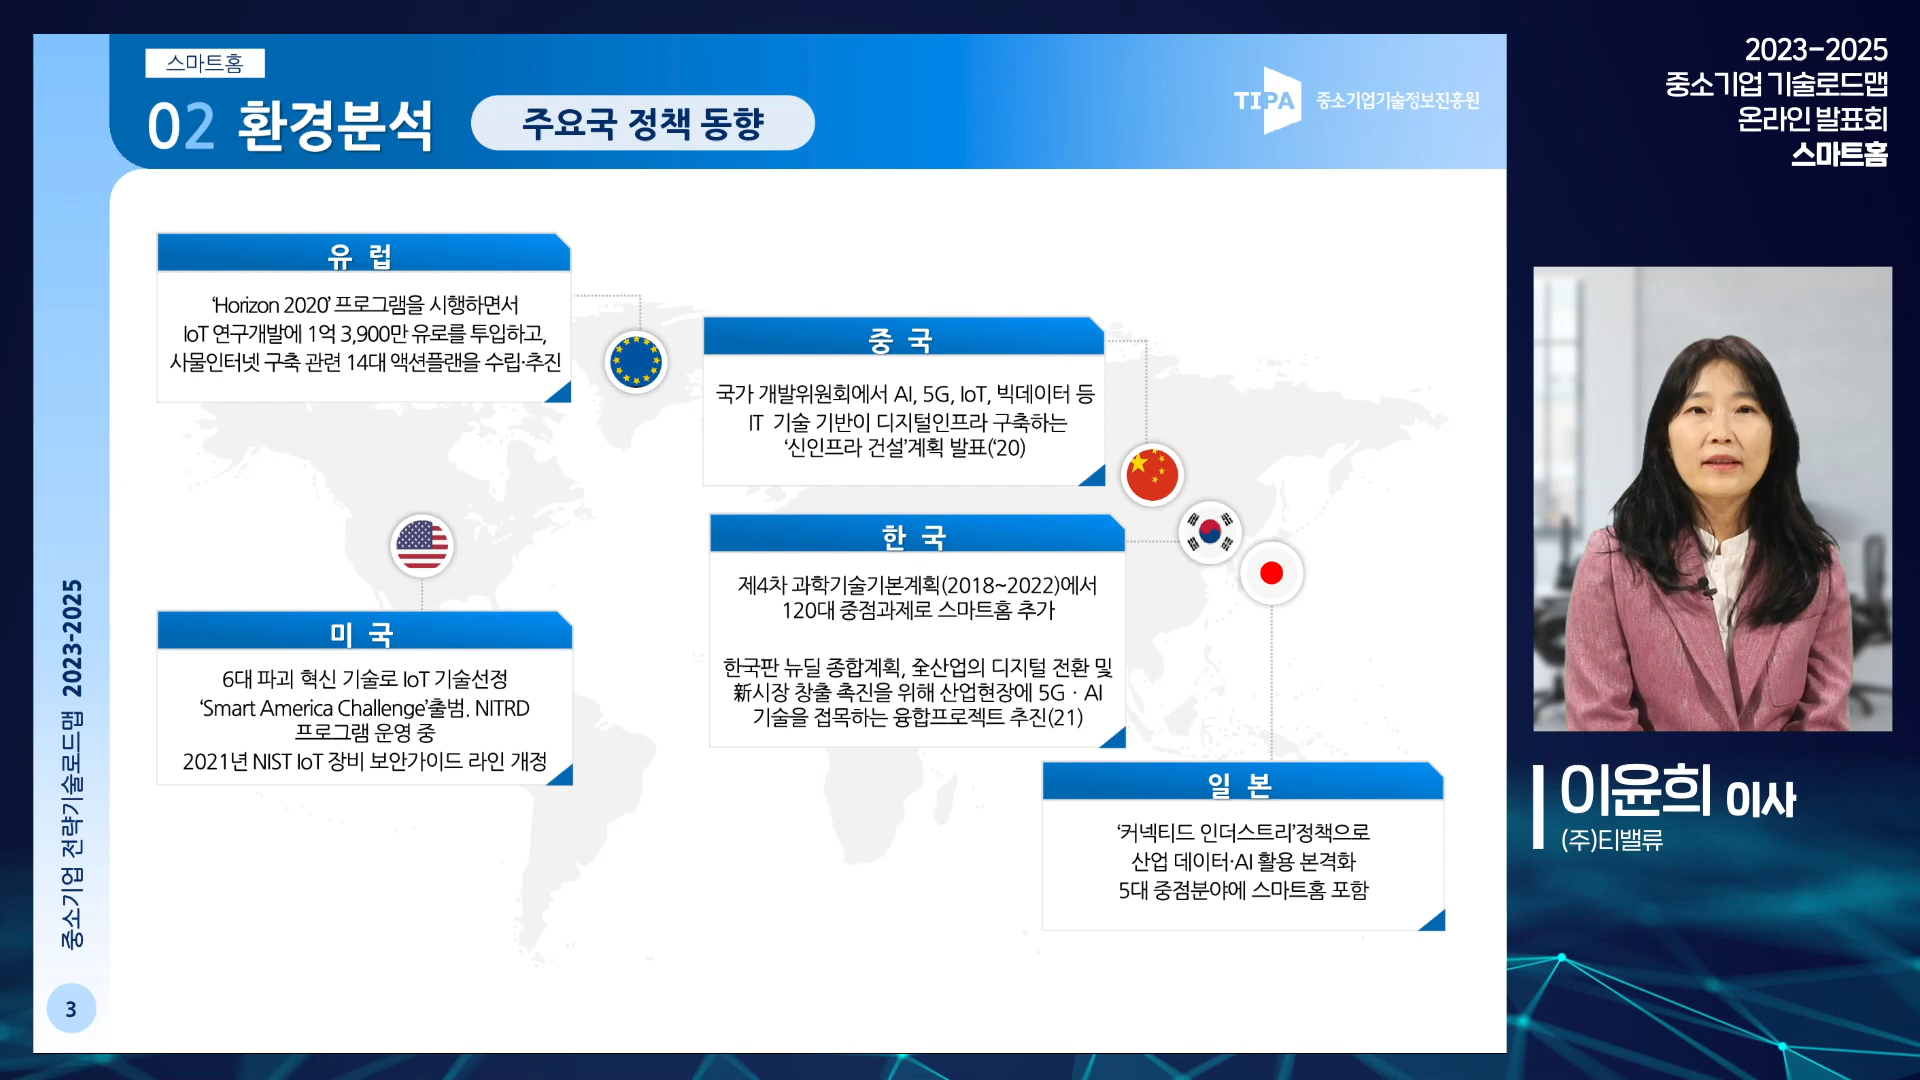 스마트홈
02 환경분석
주요국 정책 동향
TIPA 중소기업기술정보진흥원
유 럽
‘Horizon 2020’ 프로그램을 시행하면서
IoT 연구개발에 1억 3,900만 유로를 투입하고,
사물인터넷 구축 관련 14대 액션플랜을 수립·추진
중 국
국가 개발위원회에서 AI, 5G, IoT, 빅데이터 등
IT 기술 기반이 디지털인프라 구축하는
‘신인프라 건설’계획 발표(‘20)
한 국
제4차 과학기술기본계획(2018~2022)에서
120대 중점과제로 스마트홈 추가
한국판 뉴딜 종합계획, 全산업의 디지털 전환 및
新시장 창출 촉진을 위해 산업현장에 5G · AI
기술을 접목하는 융합프로젝트 추진(21)
미 국
6대 파괴 혁신 기술로 IoT 기술선정
‘Smart America Challenge’출범. NITRD
프로그램 운영 중
2021년 NIST IoT 장비 보안가이드 라인 개정
일 본
‘커넥티드 인더스트리’정책으로
산업 데이터·AI 활용 본격화
5대 중점분야에 스마트홈 포함
중소기업 전략기술로드맵 2023-2025
3
2023-2025
중소기업 기술로드맵
온라인 발표회
스마트홈
이윤희 이사
(주)티밸류